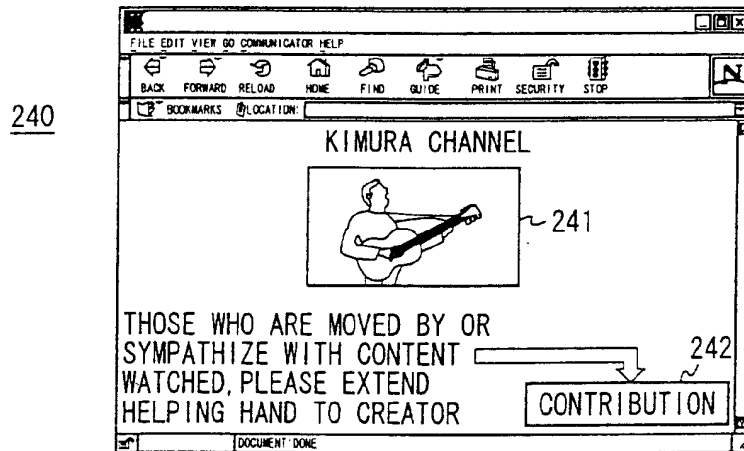 FILE EDIT VIEW GO COMMUNICATOR HELP
BACK FORWARD RELOAD HOME FIND GUIDE PRINT SECURITY STOP
N
BOOKMARKS LOCATION:
240
KIMURA CHANNEL
241
THOSE WHO ARE MOVED BY OR
SYMPATHIZE WITH CONTENT
WATCHED, PLEASE EXTEND
HELPING HAND TO CREATOR
242
CONTRIBUTION
DOCUMENT:DONE